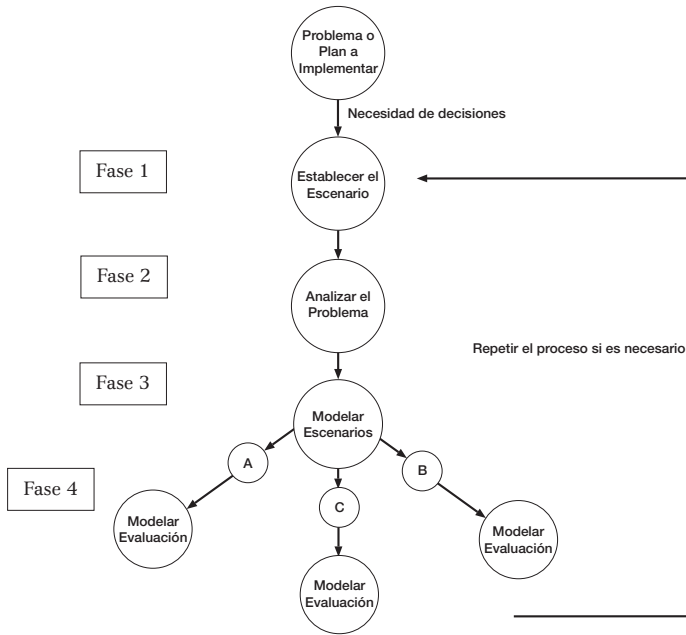 Problema o
Plan a
Implementar
Necesidad de decisiones
Fase 1
Establecer el
Escenario
Fase 2
Analizar el
Problema
Repetir el proceso si es necesario
Fase 3
Modelar
Escenarios
A
B
C
Fase 4
Modelar
Evaluación
Modelar
Evaluación
Modelar
Evaluación